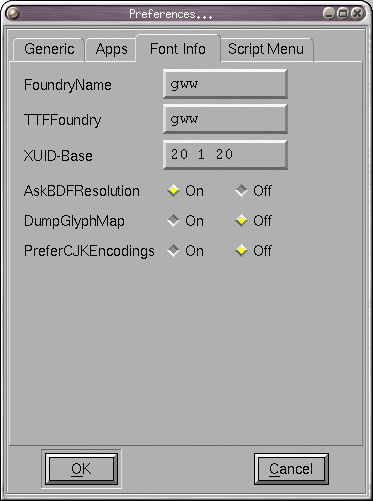 Preferences...
Generic Apps Font Info Script Menu
FoundryName gww
TTFFoundry gww
XUID-Base 20 1 20
AskBDFResolution On Off
DumpGlyphMap On Off
PreferCJKEncodings On Off
OK Cancel